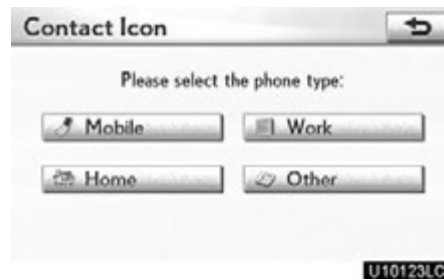 Contact Icon
Please select the phone type:
Mobile Work
Home Other
U10123LC